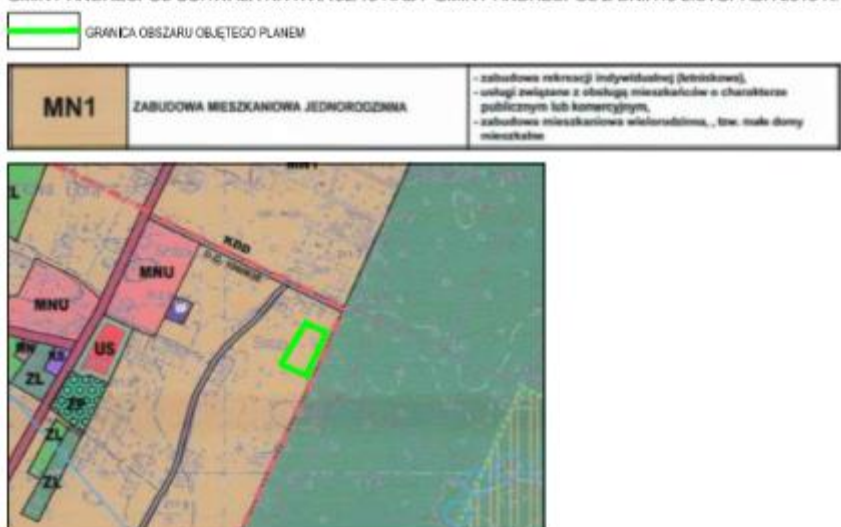 GRANICA OBSZARU OBJĘTEGO PLANEM
MN1
ZABUDOWA MIESZKANIOWA JEDNORODZINNA
- zabudowa rekreacji indywidualnej (letniskowa),
- usługi związane z obsługą mieszkańców o charakterze
publicznym lub komercyjnym,
- zabudowa mieszkaniowa wielorodzinna, , tzw. małe domy
mieszkalne
MN1
KDD
MNU
MNU
US
ZL
ZP
ZL
ZL